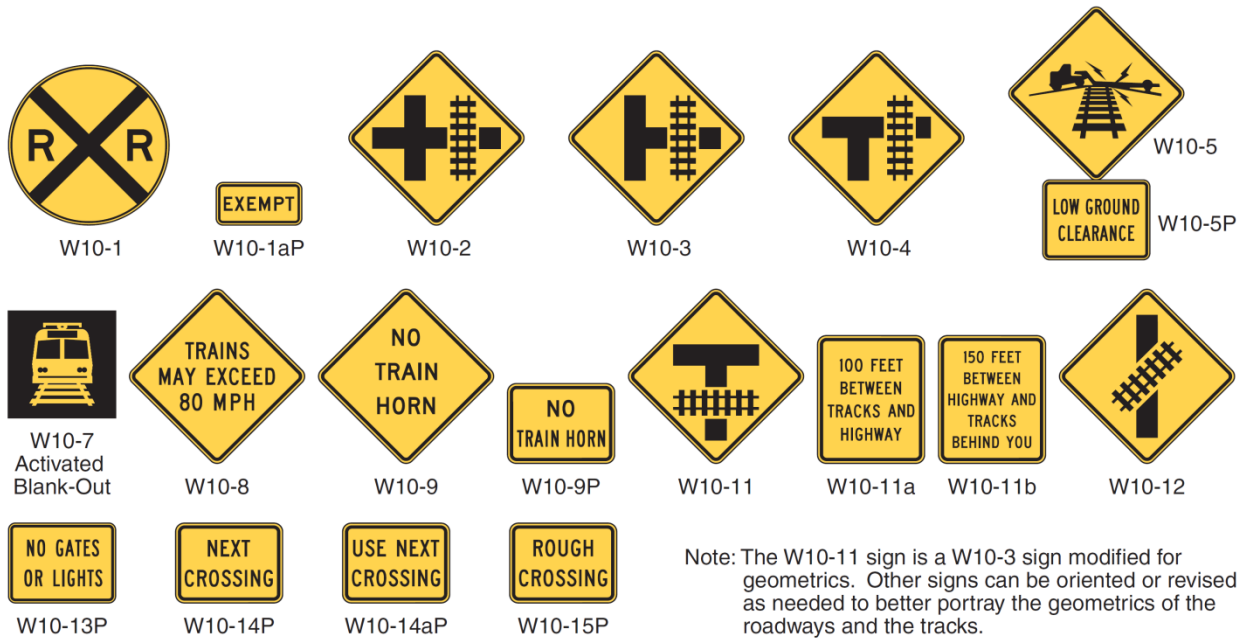 R R
W10-1
EXEMPT
W10-1aP
W10-2
W10-3
W10-4
W10-5
LOW GROUND
CLEARANCE
W10-5P
W10-7
Activated
Blank-Out
TRAINS
MAY EXCEED
80 MPH
W10-8
NO
TRAIN
HORN
W10-9
NO
TRAIN HORN
W10-9P
W10-11
100 FEET
BETWEEN
TRACKS AND
HIGHWAY
W10-11a
150 FEET
BETWEEN
HIGHWAY AND
TRACKS
BEHIND YOU
W10-11b
W10-12
NO GATES
OR LIGHTS
W10-13P
NEXT
CROSSING
W10-14P
USE NEXT
CROSSING
W10-14aP
ROUGH
CROSSING
W10-15P
Note: The W10-11 sign is a W10-3 sign modified for
geometrics. Other signs can be oriented or revised
as needed to better portray the geometrics of the
roadways and the tracks.